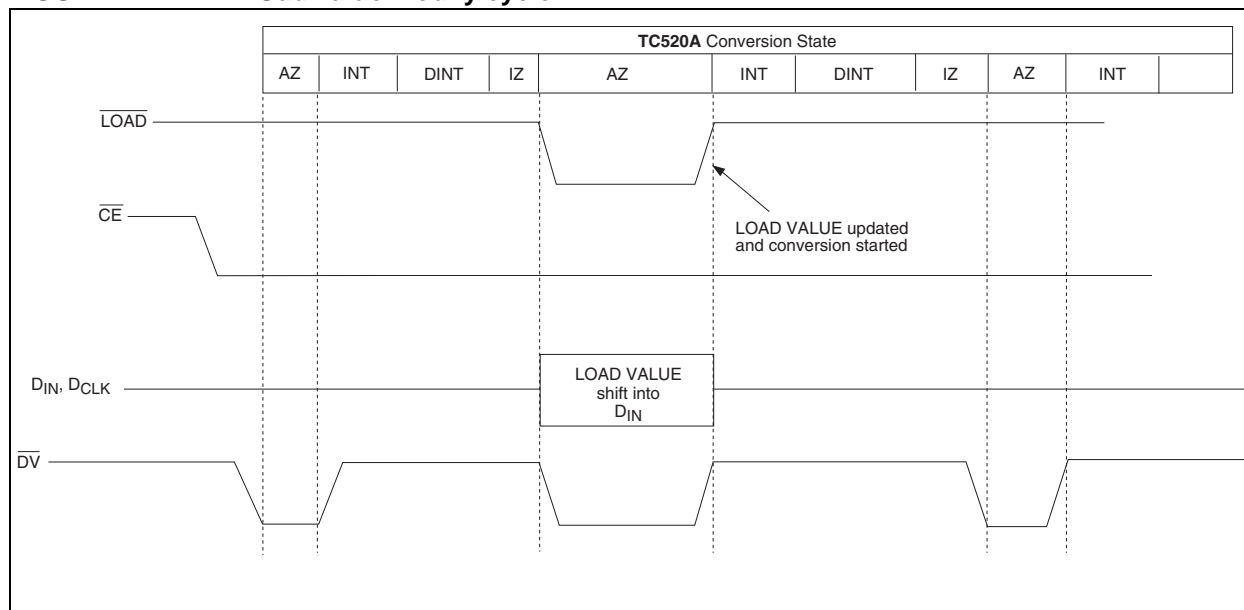 TC520A Conversion State
AZ INT DINT IZ AZ INT DINT IZ AZ INT
LOAD
LOAD VALUE updated
and conversion started
CE
DIN, DCLK
LOAD VALUE
shift into
DIN
DV